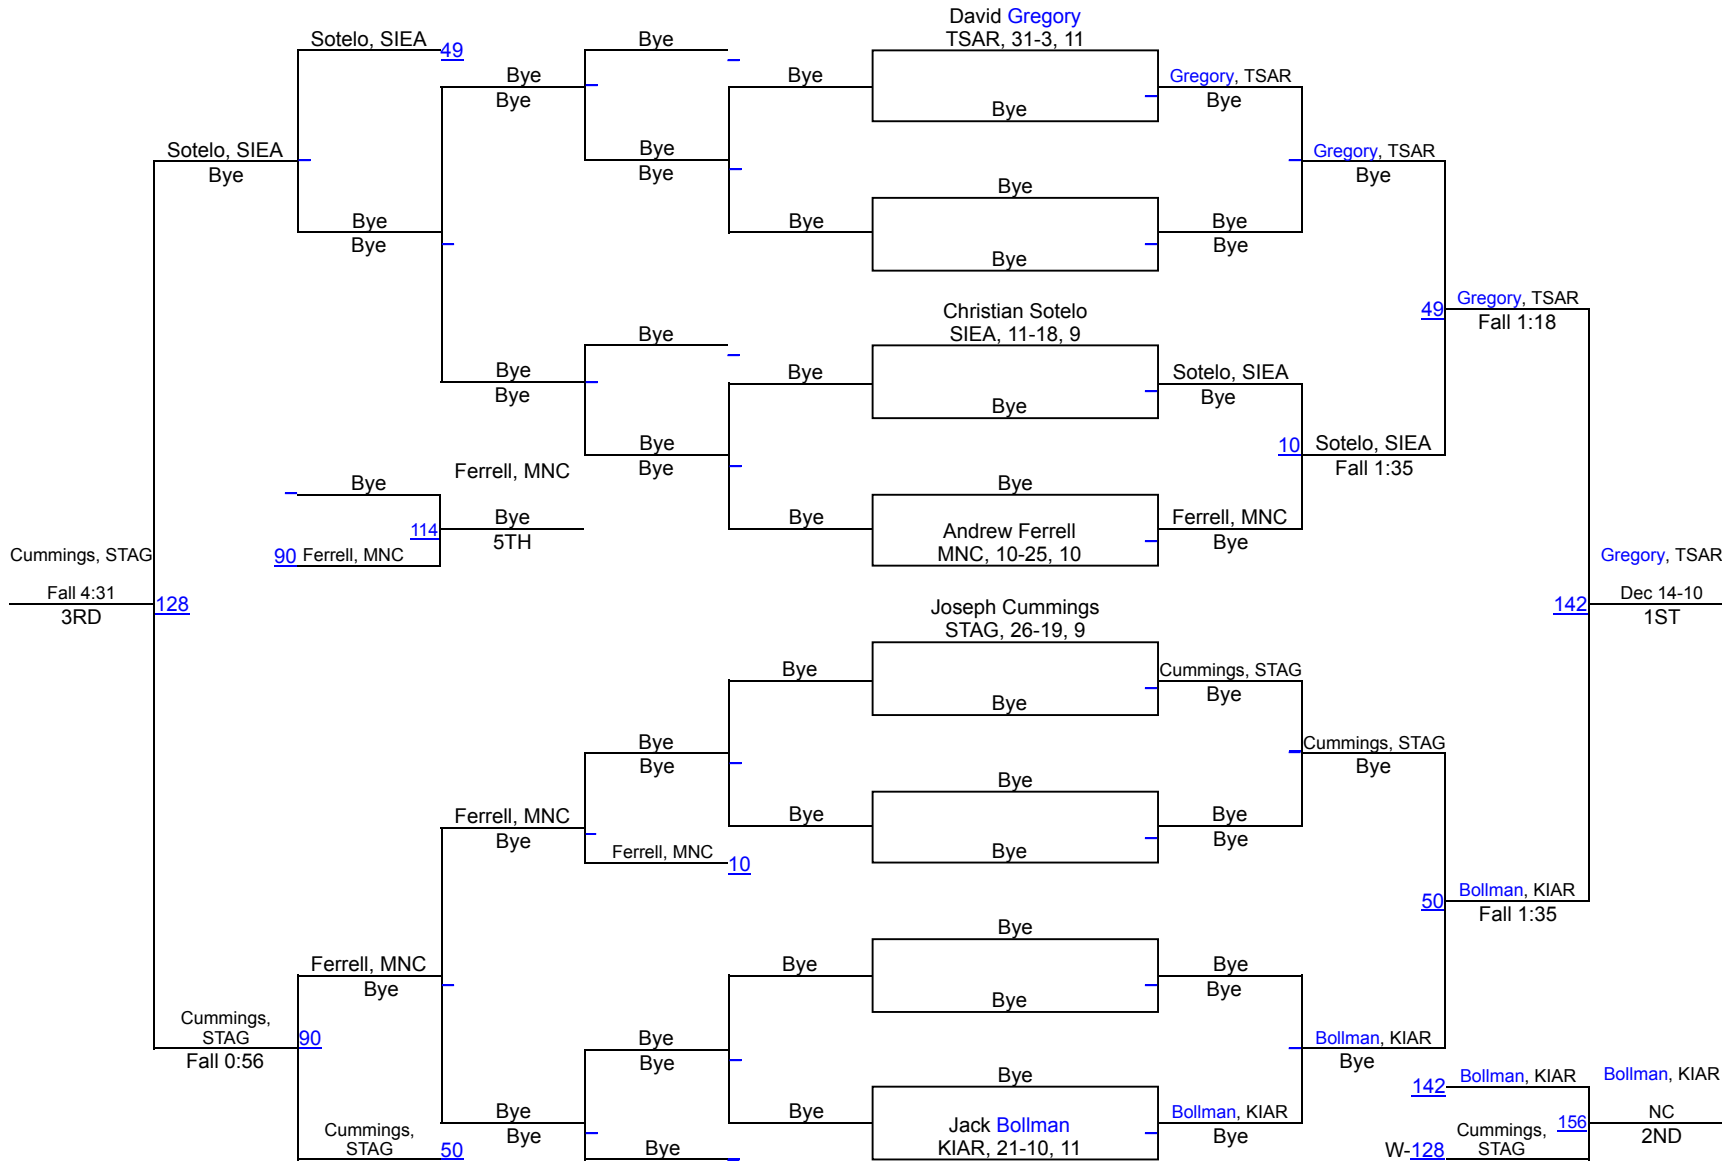 David Gregory
TSAR, 31-3, 11
Sotelo, SIEA
49
Bye
Bye
Bye
Bye
Gregory, TSAR
Bye
Bye
Sotelo, SIEA
Bye
Bye
Bye
Gregory, TSAR
Bye
Bye
Bye
Bye
Bye
Bye
Bye
Bye
Bye
Christian Sotelo
SIEA, 11-18, 9
49
Gregory, TSAR
Fall 1:18
Bye
Bye
Bye
Bye
Sotelo, SIEA
Bye
Bye
Bye
Bye
10
Sotelo, SIEA
Fall 1:35
Ferrell, MNC
Bye
Bye
5TH
114
90
Ferrell, MNC
Bye
Bye
Andrew Ferrell
MNC, 10-25, 10
Ferrell, MNC
Bye
Cummings, STAG
Fall 4:31
3RD
128
Gregory, TSAR
142
Dec 14-10
1ST
Joseph Cummings
STAG, 26-19, 9
Bye
Cummings, STAG
Bye
Bye
Bye
Bye
Cummings, STAG
Bye
Bye
Ferrell, MNC
Bye
Bye
Bye
Bye
Bye
Ferrell, MNC
10
50
Bollman, KIAR
Fall 1:35
Bye
Ferrell, MNC
Bye
Bye
Bye
Bye
Bye
Cummings,
STAG
Fall 0:56
90
Bye
Bye
Bollman, KIAR
Bye
Bye
142
Bollman, KIAR
Bollman, KIAR
Bye
Bye
Bye
Jack Bollman
KIAR, 21-10, 11
Bollman, KIAR
Bye
156
NC
2ND
Cummings,
STAG
50
Bye
W-128
Cummings,
STAG